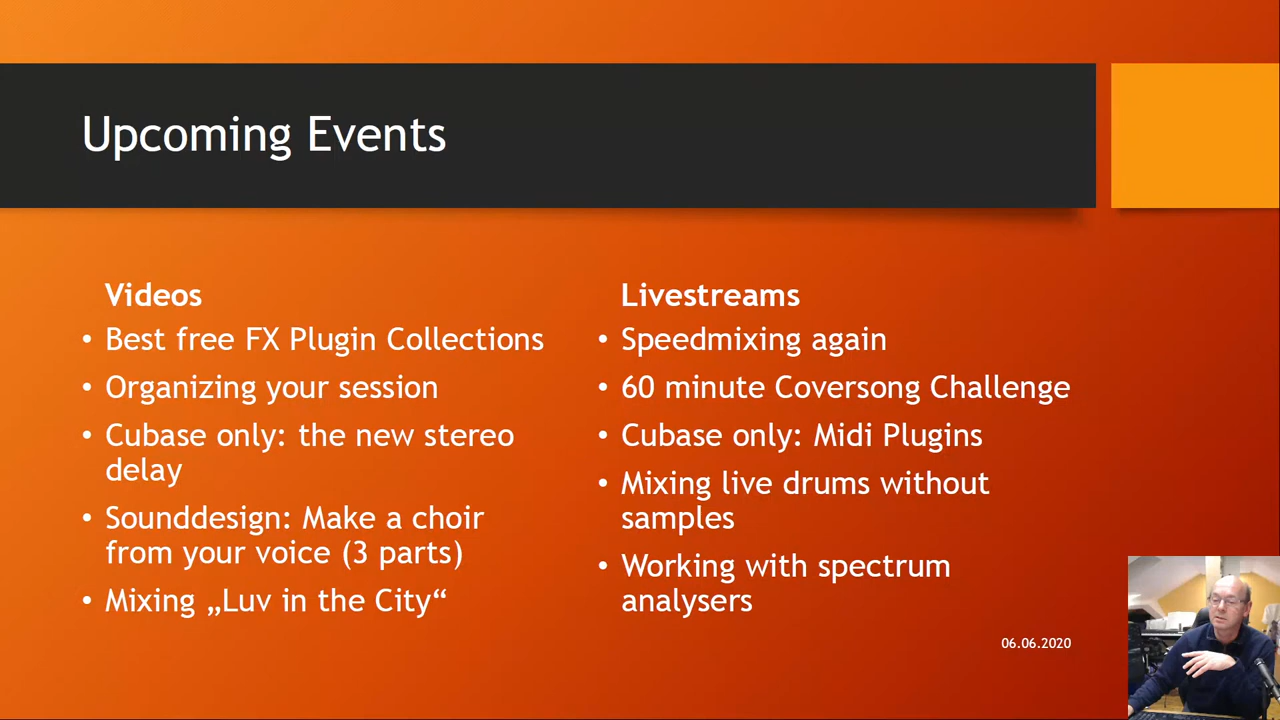 Upcoming Events
Videos
• Best free FX Plugin Collections
• Organizing your session
• Cubase only: the new stereo
delay
• Sounddesign: Make a choir
from your voice (3 parts)
• Mixing „Luv in the City“
Livestreams
• Speedmixing again
• 60 minute Coversong Challenge
• Cubase only: Midi Plugins
• Mixing live drums without
samples
• Working with spectrum
analysers
06.06.2020